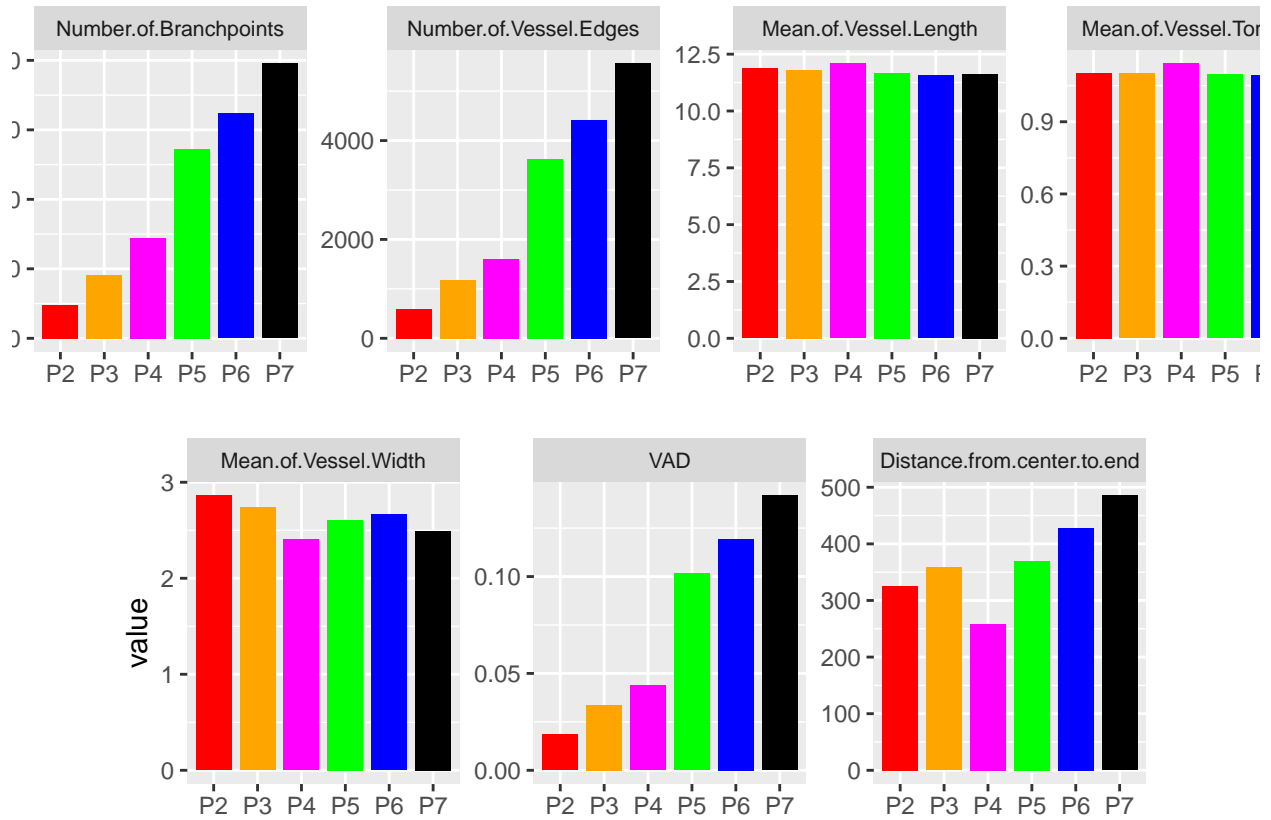 Number.of.Branchpoints
Number.of.Vessel.Edges
Mean.of.Vessel.Length
4000
2000
0
12.5
10.0
7.5
5.0
2.5
0.0
0.9
0.6
0.3
0.0
P2 P3 P4 P5 P6 P7
P2 P3 P4 P5 P6 P7
P2 P3 P4 P5 P6 P7
P2 P3 P4 P5
Mean.of.Vessel.Width
VAD
Distance.from.center.to.end
value
3
2
1
0
0.10
0.05
0.00
500
400
300
200
100
0
P2 P3 P4 P5 P6 P7
P2 P3 P4 P5 P6 P7
P2 P3 P4 P5 P6 P7